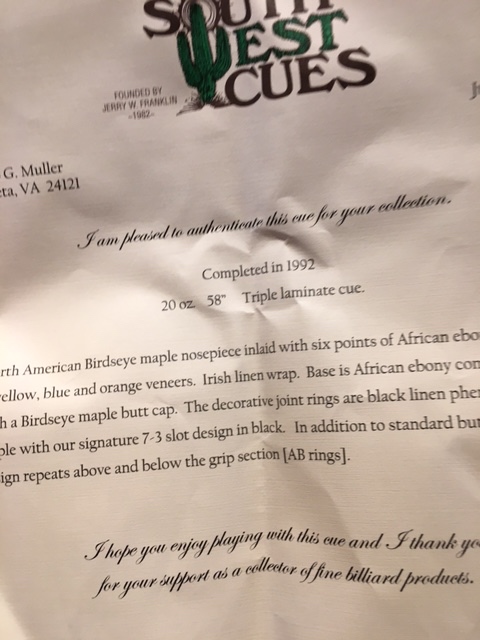 SOUTH
WEST
CUES
FOUNDED BY
JERRY W. FRANKLIN
-1982-
G. Muller
VA 24121
I am pleased to authenticate this cue for your collection.
Completed in 1992
20 oz 58" Triple laminate cue.
American Birdseye maple nosepiece inlaid with six points of African
blue and orange veneers. Irish linen wrap. Base is African ebony
a Birdseye maple butt cap. The decorative joint rings are black linen
with our signature 7-3 slot design in black. In addition to standard
repeats above and below the grip section [AB rings].
I hope you enjoy playing with this cue and I thank
for your support as a collector of fine billiard products.